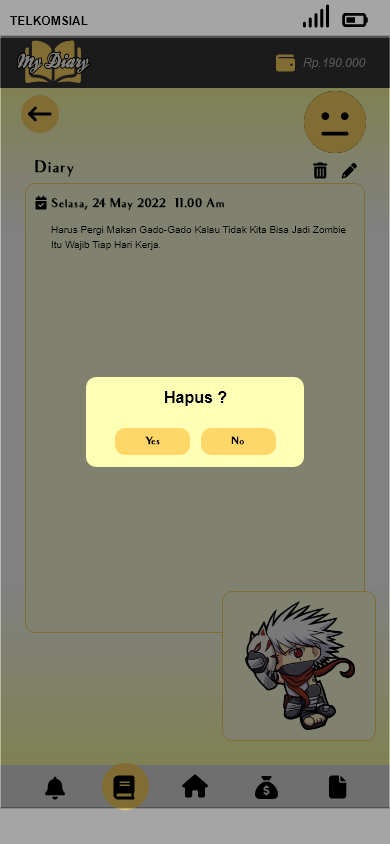 TELKOMSIAL
My Diary
Rp.190.000
Diary
Selasa, 24 May 2022 11.00 Am
Harus Pergi Makan Gado-Gado Kalau Tidak Kita Bisa Jadi Zombie
Itu Wajib Tiap Hari Kerja.
Hapus ?
Yes
No